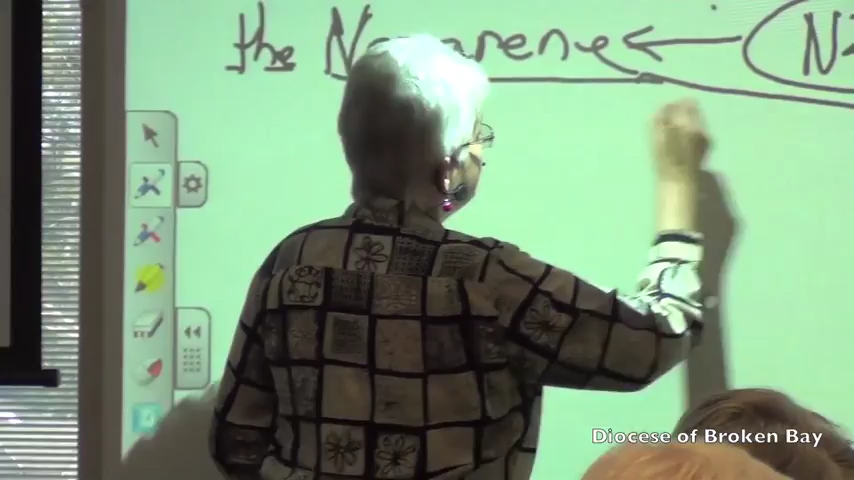 the Nazarene ← N
Diocese of Broken Bay